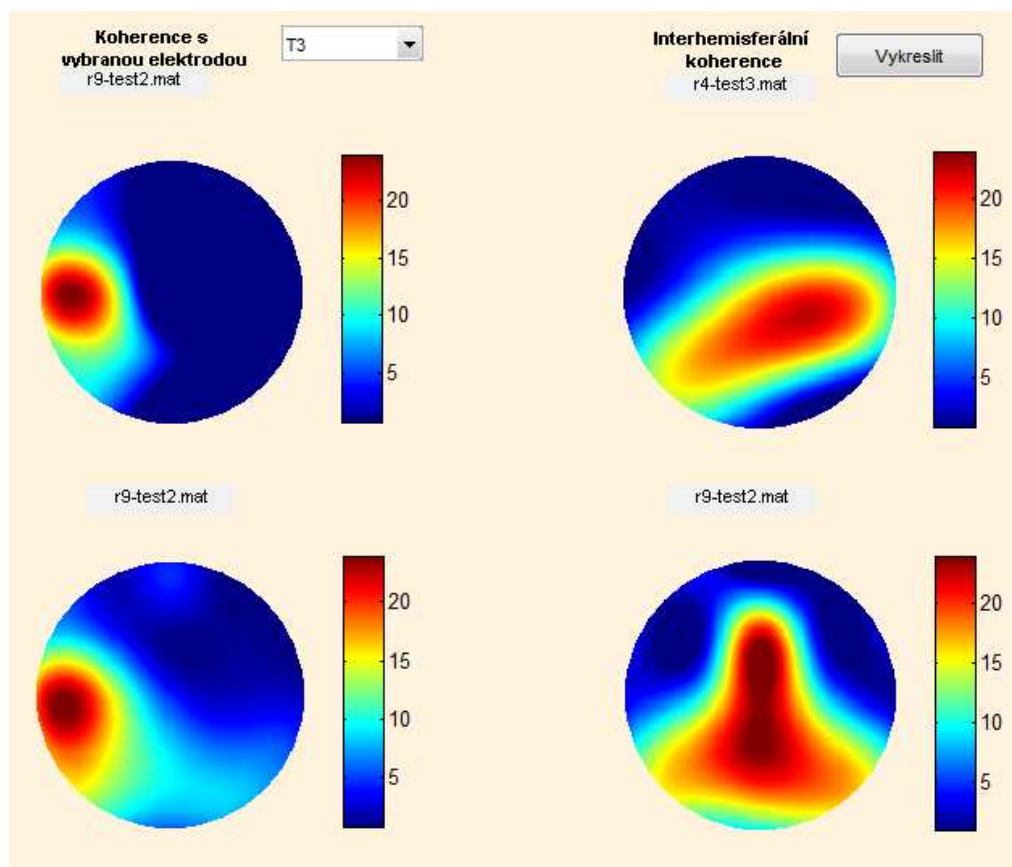 Koherence s
vybranou elektrodou
T3
r9-test2.mat
Interhemisferální
koherence
Vykreslit
r4-test3.mat
20
15
10
5
20
15
10
5
r9-test2.mat
r9-test2.mat
20
15
10
5
20
15
10
5